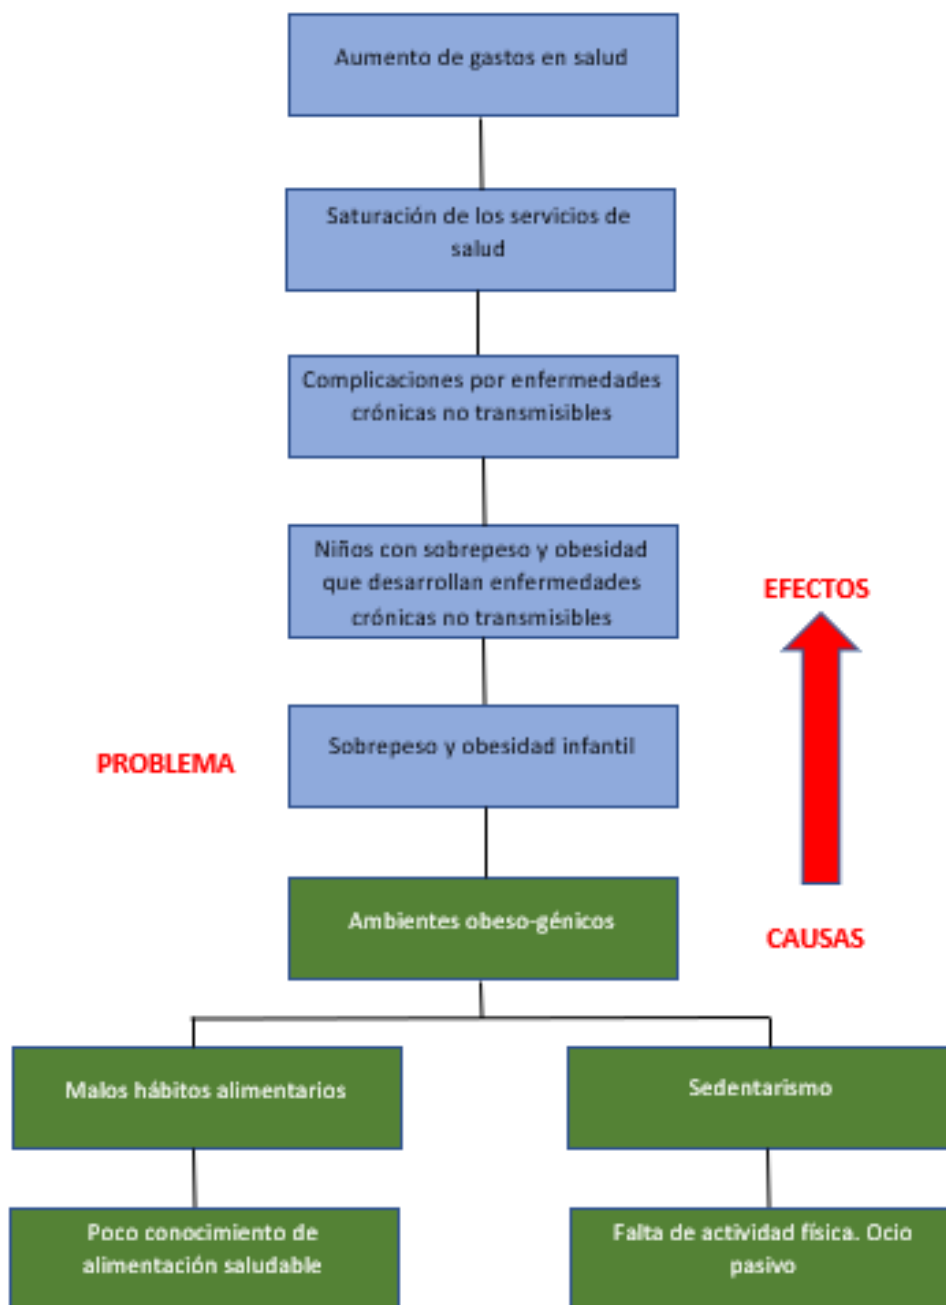 Aumento de gastos en salud
Saturación de los servicios de
salud
Complicaciones por enfermedades
crónicas no transmisibles
Niños con sobrepeso y obesidad
que desarrollan enfermedades
crónicas no transmisibles
EFECTOS
Sobrepeso y obesidad infantil
PROBLEMA
Ambientes obeso-génicos
CAUSAS
Malos hábitos alimentarios
Sedentarismo
Poco conocimiento de
alimentación saludable
Falta de actividad física. Ocio
pasivo